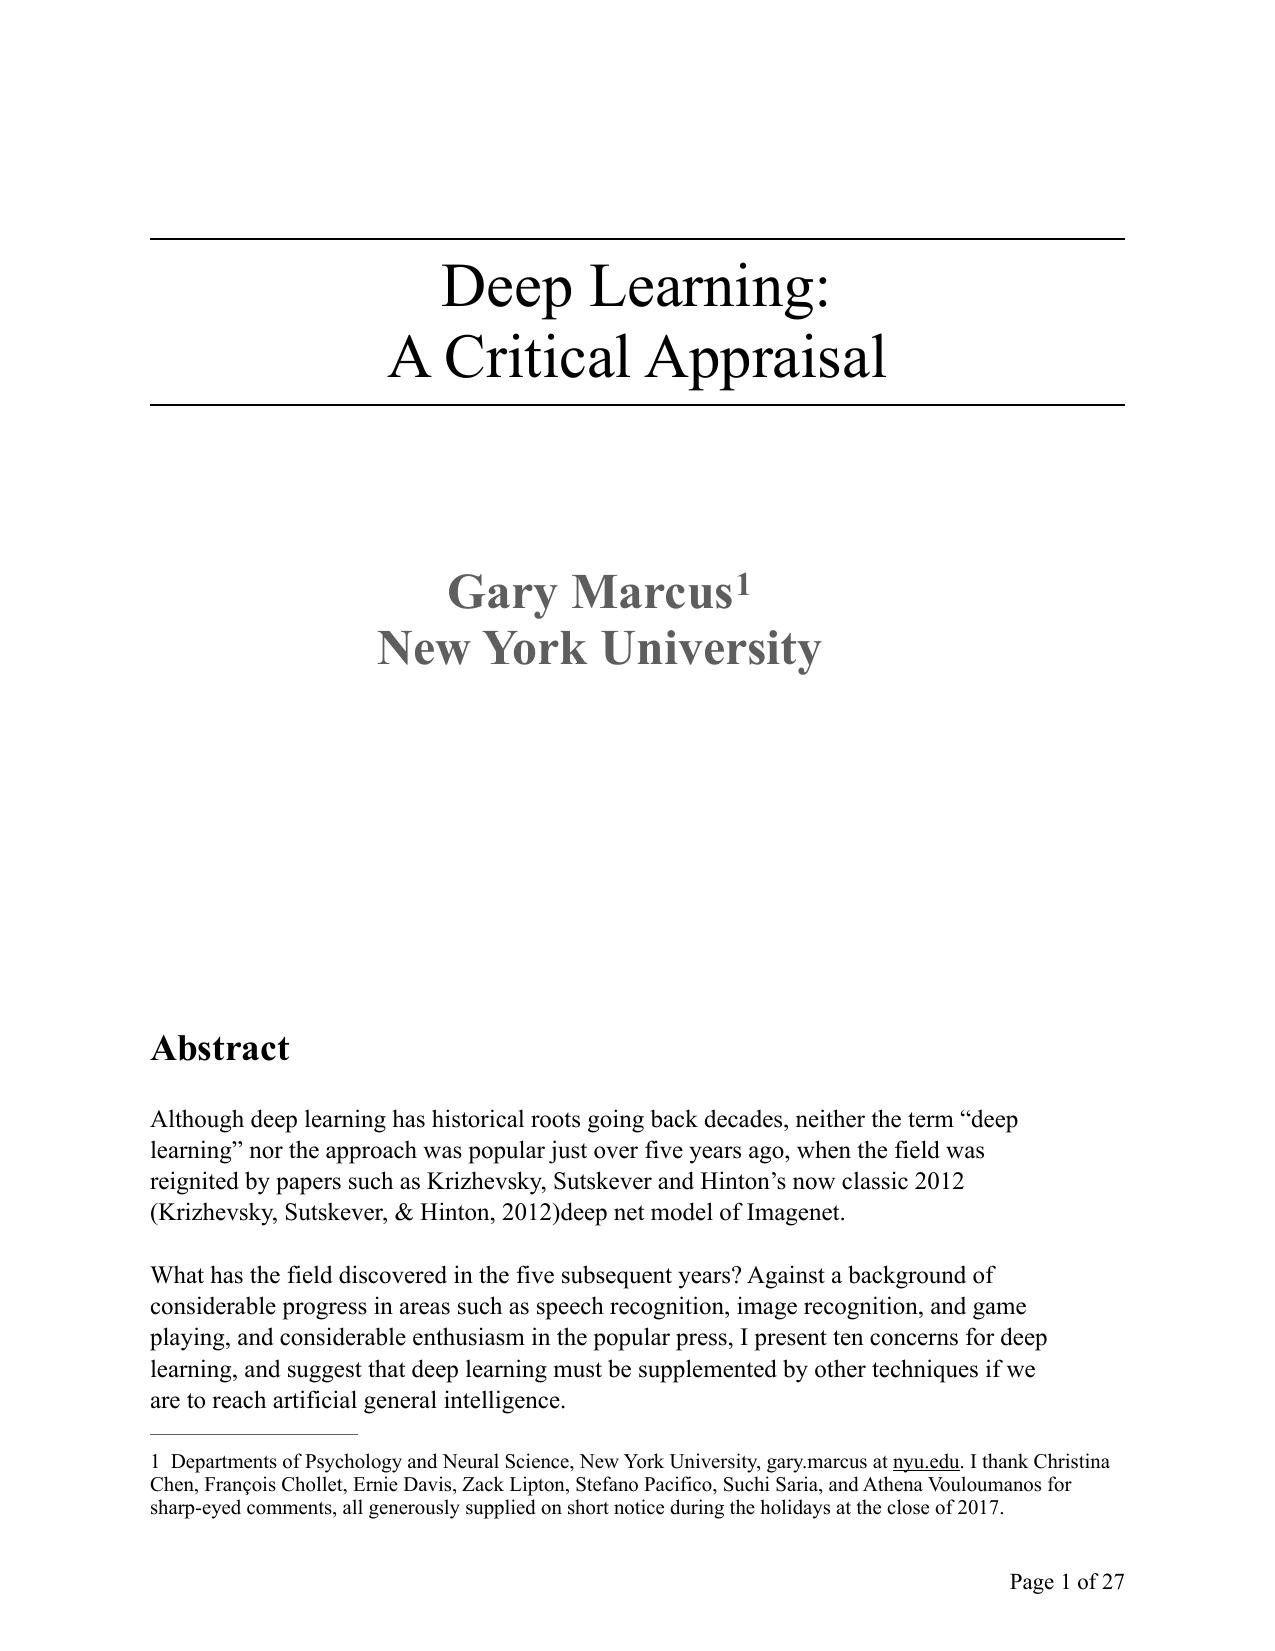 Deep Learning:
A Critical Appraisal
Gary Marcus¹
New York University
Abstract
Although deep learning has historical roots going back decades, neither the term “deep
learning” nor the approach was popular just over five years ago, when the field was
reignited by papers such as Krizhevsky, Sutskever and Hinton’s now classic 2012
(Krizhevsky, Sutskever, & Hinton, 2012)deep net model of Imagenet.
What has the field discovered in the five subsequent years? Against a background of
considerable progress in areas such as speech recognition, image recognition, and game
playing, and considerable enthusiasm in the popular press, I present ten concerns for deep
learning, and suggest that deep learning must be supplemented by other techniques if we
are to reach artificial general intelligence.
1 Departments of Psychology and Neural Science, New York University, gary.marcus at nyu.edu. I thank Christina
Chen, François Chollet, Ernie Davis, Zack Lipton, Stefano Pacifico, Suchi Saria, and Athena Vouloumanos for
sharp-eyed comments, all generously supplied on short notice during the holidays at the close of 2017.
Page 1 of 27